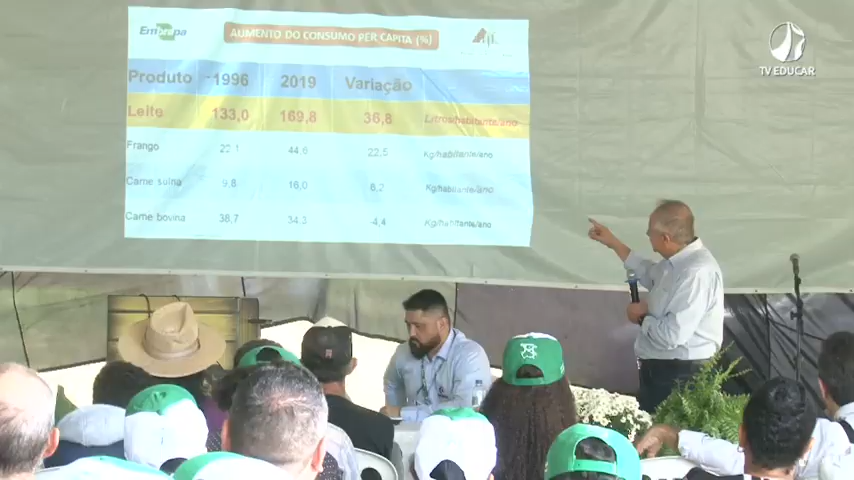 Embrapa
AUMENTO DO CONSUMO PER CAPITA (%)
TV EDUCAR
Produto 1996 2019 Variação
Leite 133,0 169,8 36,8 Litros/habitante/ano
Frango 22,1 44,6 22,5 Kg/habitante/ano
Carne suína 9,8 16,0 6,2 Kg/habitante/ano
Carne bovina 38,7 34,3 -4,4 Kg/habitante/ano